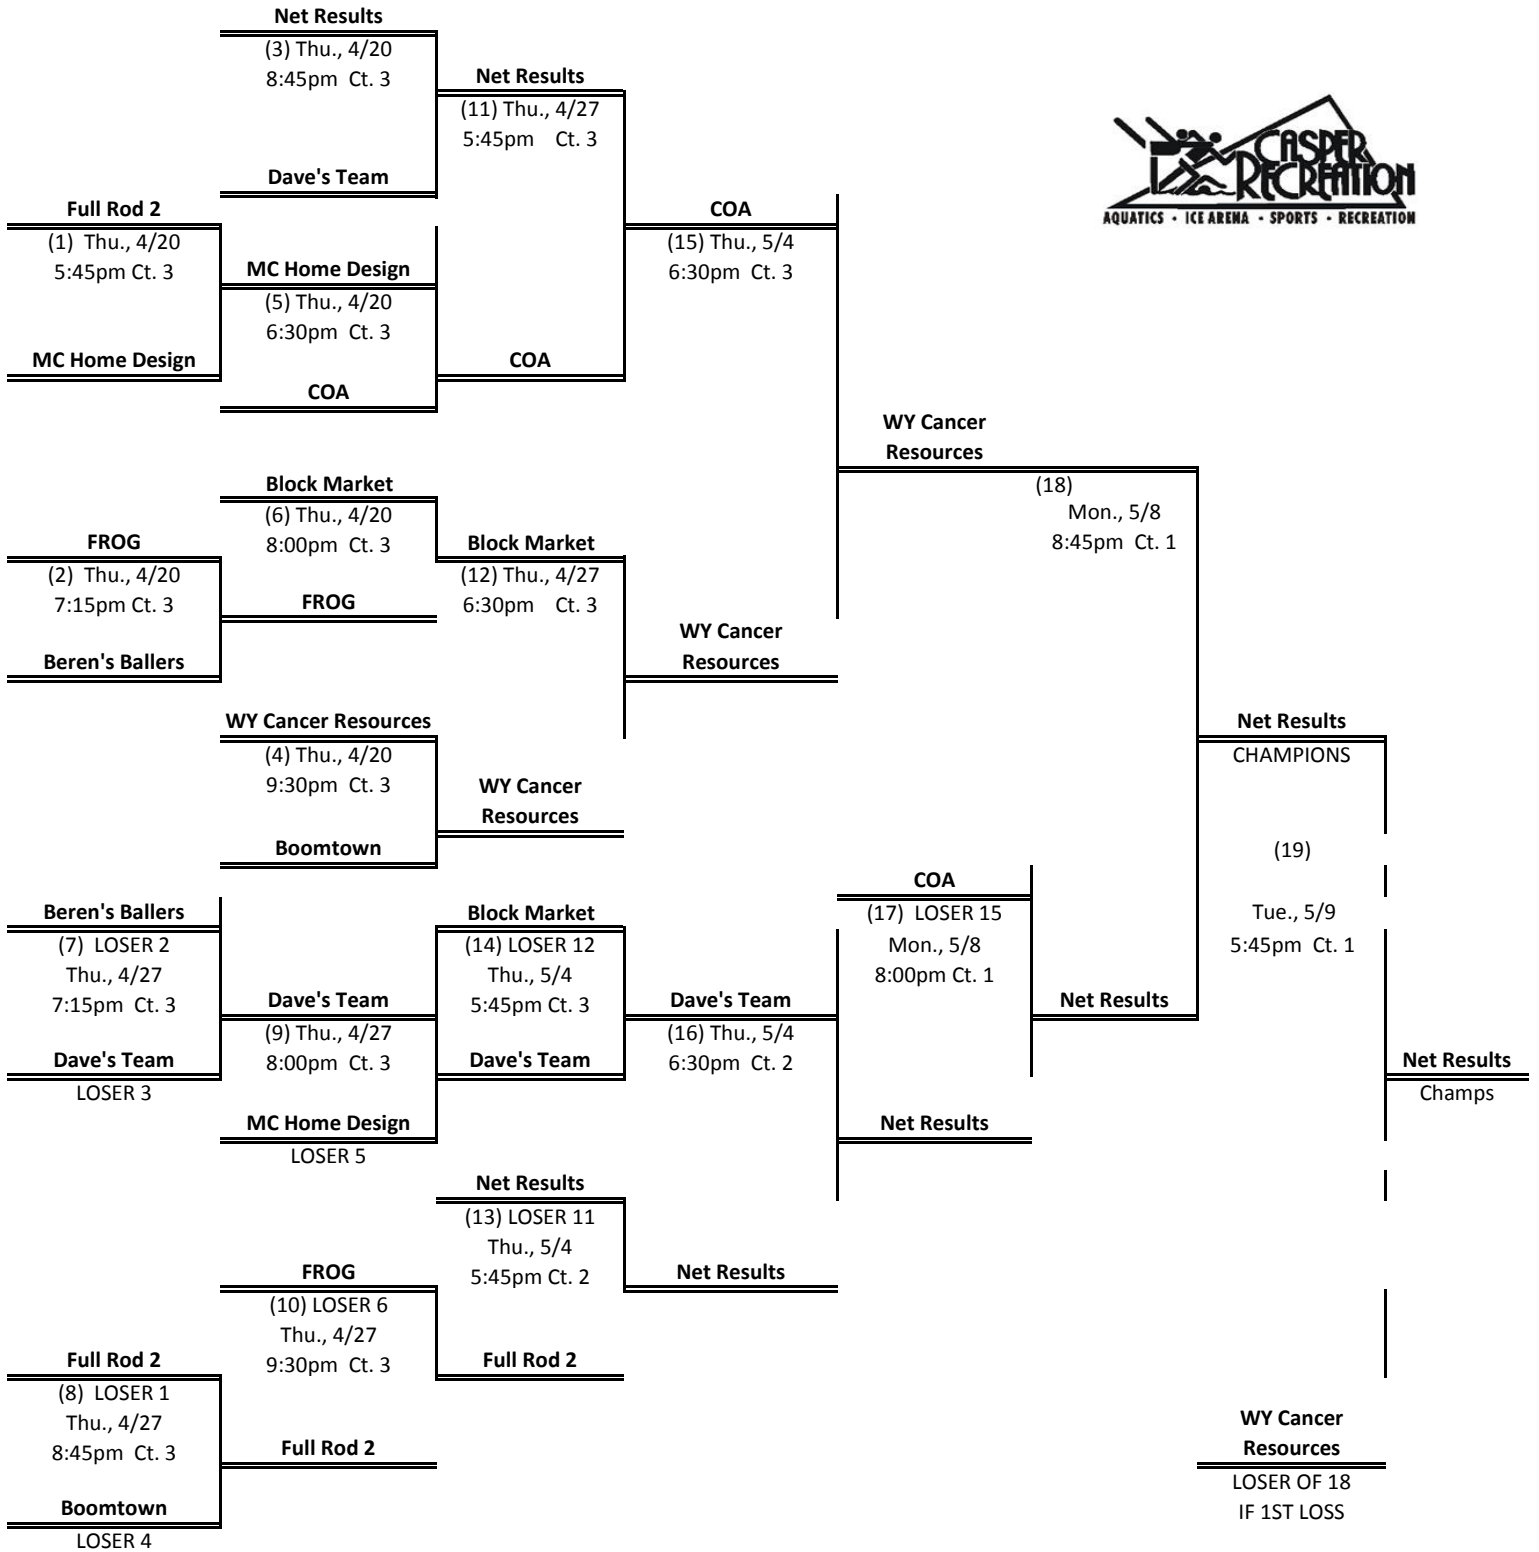 Net Results
(3) Thu., 4/20
8:45pm Ct. 3
Net Results
(11) Thu., 4/27
5:45pm Ct. 3
Dave's Team
CASPER
RECREATION
AQUATICS • ICE ARENA • SPORTS • RECREATION
Full Rod 2
(1) Thu., 4/20
5:45pm Ct. 3
MC Home Design
MC Home Design
(5) Thu., 4/20
6:30pm Ct. 3
COA
COA
COA
(15) Thu., 5/4
6:30pm Ct. 3
WY Cancer
Resources
(18)
Mon., 5/8
8:45pm Ct. 1
Block Market
(6) Thu., 4/20
8:00pm Ct. 3
FROG
FROG
(2) Thu., 4/20
7:15pm Ct. 3
Beren's Ballers
Block Market
(12) Thu., 4/27
6:30pm Ct. 3
WY Cancer
Resources
WY Cancer Resources
(4) Thu., 4/20
9:30pm Ct. 3
Boomtown
WY Cancer
Resources
Net Results
CHAMPIONS
(19)
Tue., 5/9
5:45pm Ct. 1
Beren's Ballers
(7) LOSER 2
Thu., 4/27
7:15pm Ct. 3
Dave's Team
LOSER 3
Dave's Team
(9) Thu., 4/27
8:00pm Ct. 3
MC Home Design
LOSER 5
Block Market
(14) LOSER 12
Thu., 5/4
5:45pm Ct. 3
Dave's Team
Dave's Team
(16) Thu., 5/4
6:30pm Ct. 2
COA
(17) LOSER 15
Mon., 5/8
8:00pm Ct. 1
Net Results
Net Results
Net Results
Champs
Net Results
(13) LOSER 11
Thu., 5/4
5:45pm Ct. 2
Net Results
FROG
(10) LOSER 6
Thu., 4/27
9:30pm Ct. 3
Full Rod 2
Full Rod 2
(8) LOSER 1
Thu., 4/27
8:45pm Ct. 3
Full Rod 2
Boomtown
LOSER 4
WY Cancer
Resources
LOSER OF 18
IF 1ST LOSS